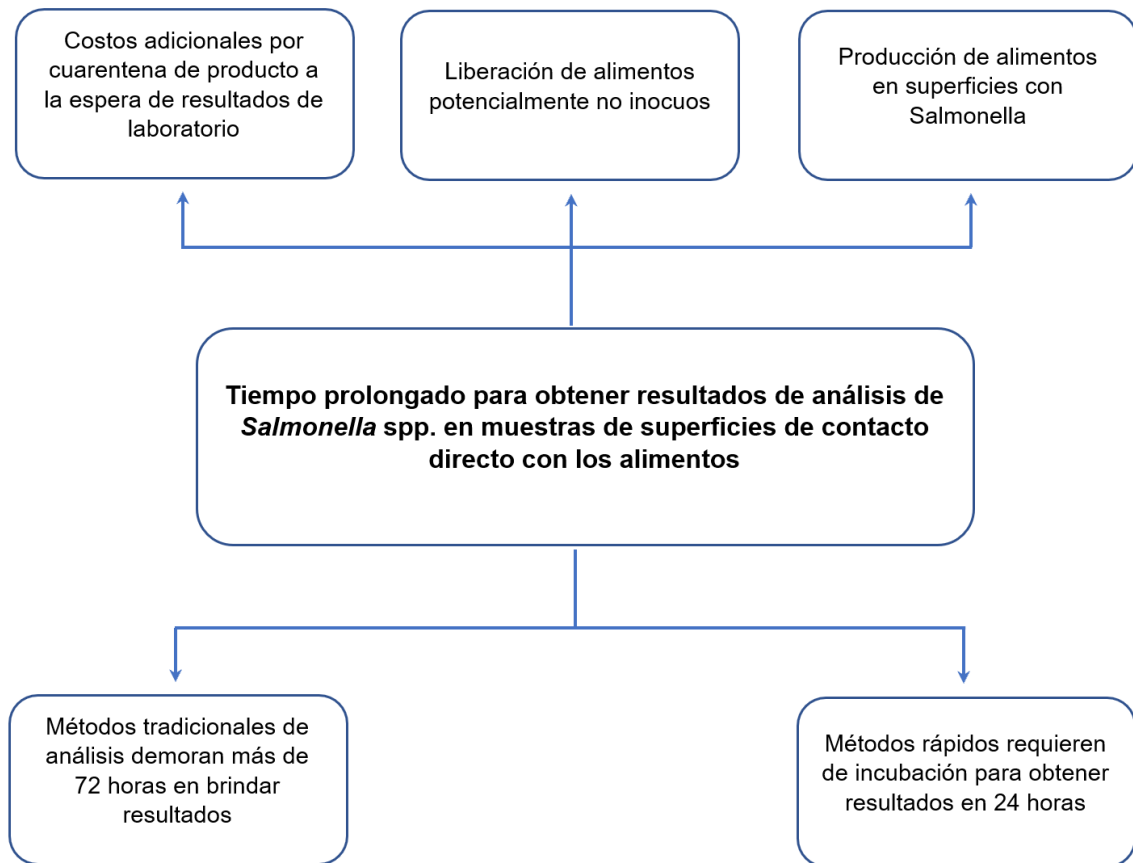 Costos adicionales por
cuarentena de producto a
la espera de resultados de
laboratorio
Liberación de alimentos
potencialmente no inocuos
Producción de alimentos
en superficies con
Salmonella
Tiempo prolongado para obtener resultados de análisis de
Salmonella spp. en muestras de superficies de contacto
directo con los alimentos
Métodos tradicionales de
análisis demoran más de
72 horas en brindar
resultados
Métodos rápidos requieren
de incubación para obtener
resultados en 24 horas